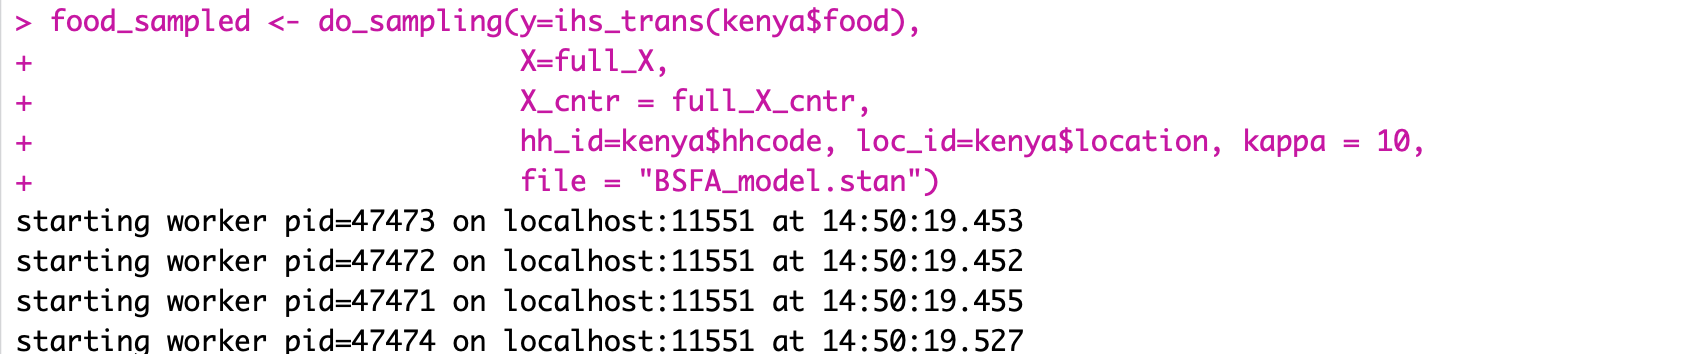 > food_sampled <- do_sampling(y=ihs_trans(kenya$food),
+                             X=full_X,
+                             X_cntr = full_X_cntr,
+                             hh_id=kenya$hhcode, loc_id=kenya$location, kappa = 10,
+                             file = "BSFA_model.stan")
starting worker pid=47473 on localhost:11551 at 14:50:19.453
starting worker pid=47472 on localhost:11551 at 14:50:19.452
starting worker pid=47471 on localhost:11551 at 14:50:19.455
starting worker pid=47474 on localhost:11551 at 14:50:19.527